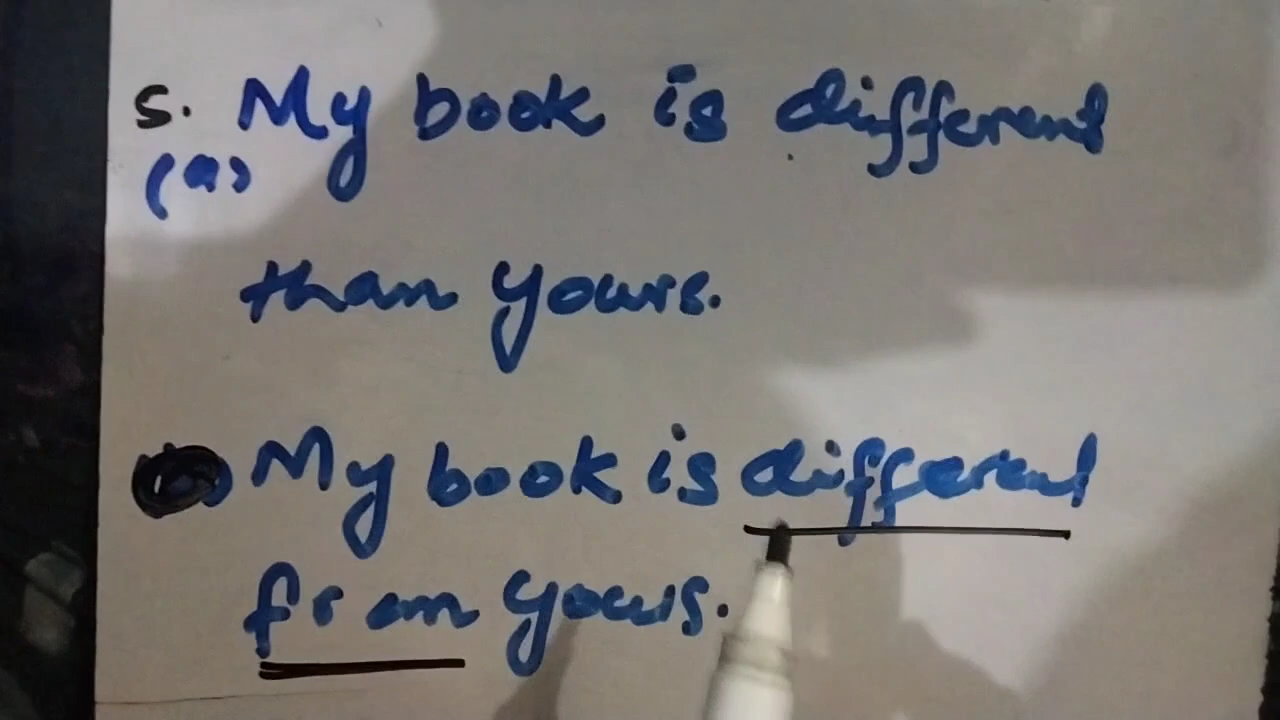 5. My book is different
(a)
than yours.
My book is different
from yours.